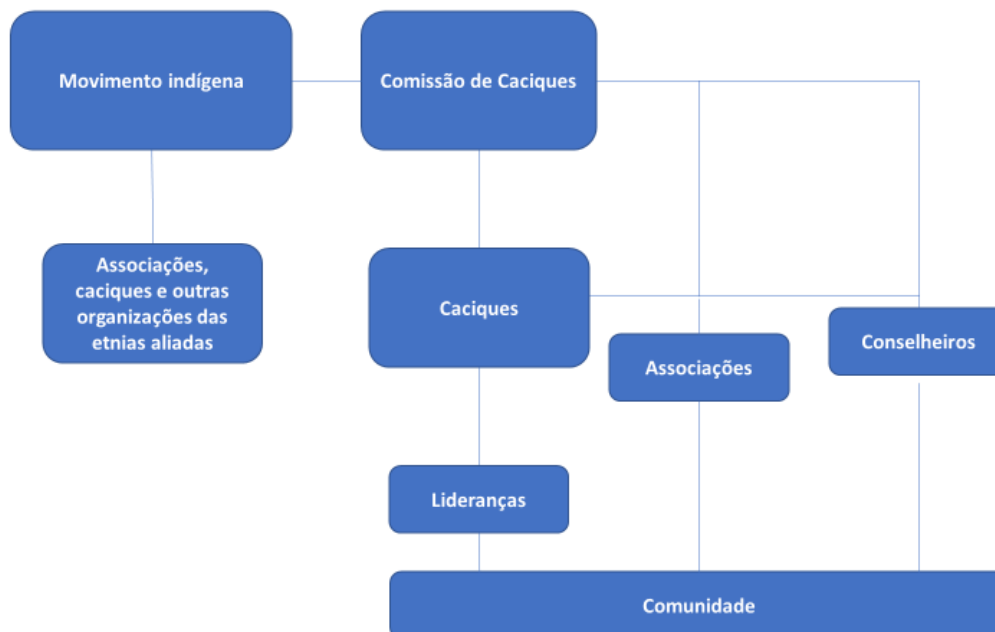 Movimento indígena
Comissão de Caciques
Associações,
caciques e outras
organizações das
etnias aliadas
Caciques
Associações
Conselheiros
Lideranças
Comunidade